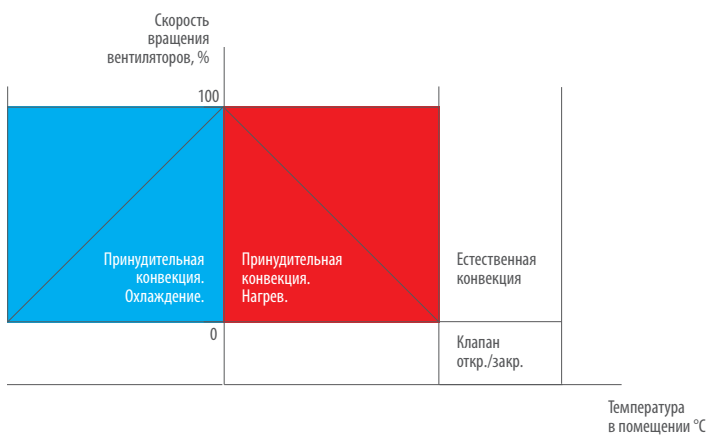 Скорость
вращения
вентиляторов, %
100
Принудительная
конвекция.
Охлаждение.
Принудительная
конвекция.
Нагрев.
Естественная
конвекция
0
Клапан
откр./закр.
Температура
в помещении °C